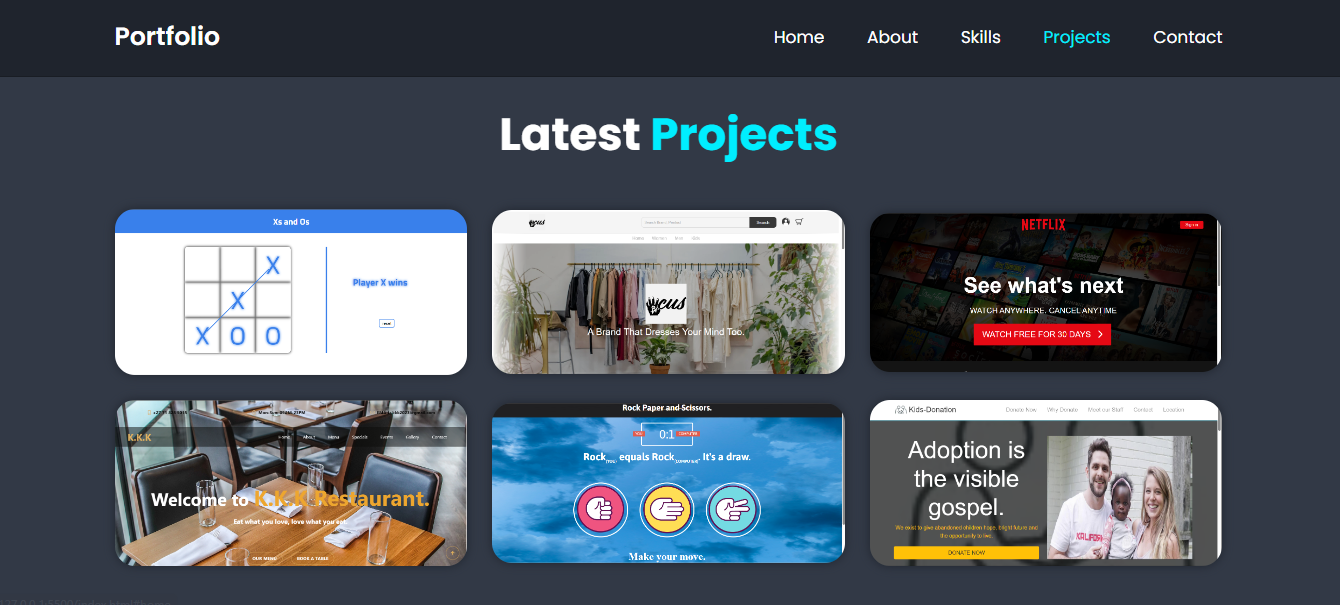 Portfolio
Home About Skills Projects Contact
Latest Projects
Xs and Os
X
X
X O O
Player X wins
reset
cus
Search
cus
A Brand That Dresses Your Mind Too.
NETFLIX
Sign in
See what's next
WATCH ANYWHERE. CANCEL ANYTIME
WATCH FREE FOR 30 DAYS
K.K.K
Home About Menu Specials Events Gallery Contact
Welcome to K.K.K Restaurant.
Eat what you love, love what you eat.
OUR MENU BOOK A TABLE
Rock Paper and Scissors.
0:1
Rock equals Rock . It's a draw.
Make your move.
Kids-Donation
Donate Now Why Donate Meet our Staff Contact Location
Adoption is
the visible
gospel.
We exist to give abandoned children hope, bright future and
the opportunity to live.
DONATE NOW